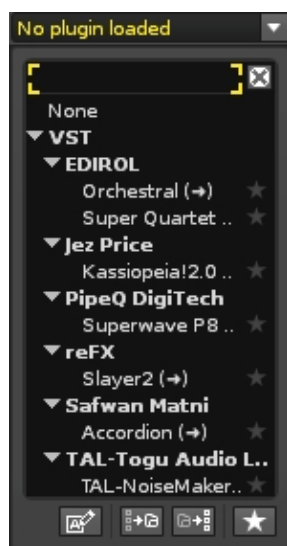 No plugin loaded
None
VST
EDIROL
Orchestral (→)
Super Quartet ..
Jez Price
Kassiopeia!2.0 ..
PipeQ DigiTech
Superwave P8 ..
reFX
Slayer2 (→)
Safwan Matni
Accordion (→)
TAL-Togu Audio L..
TAL-NoiseMaker..